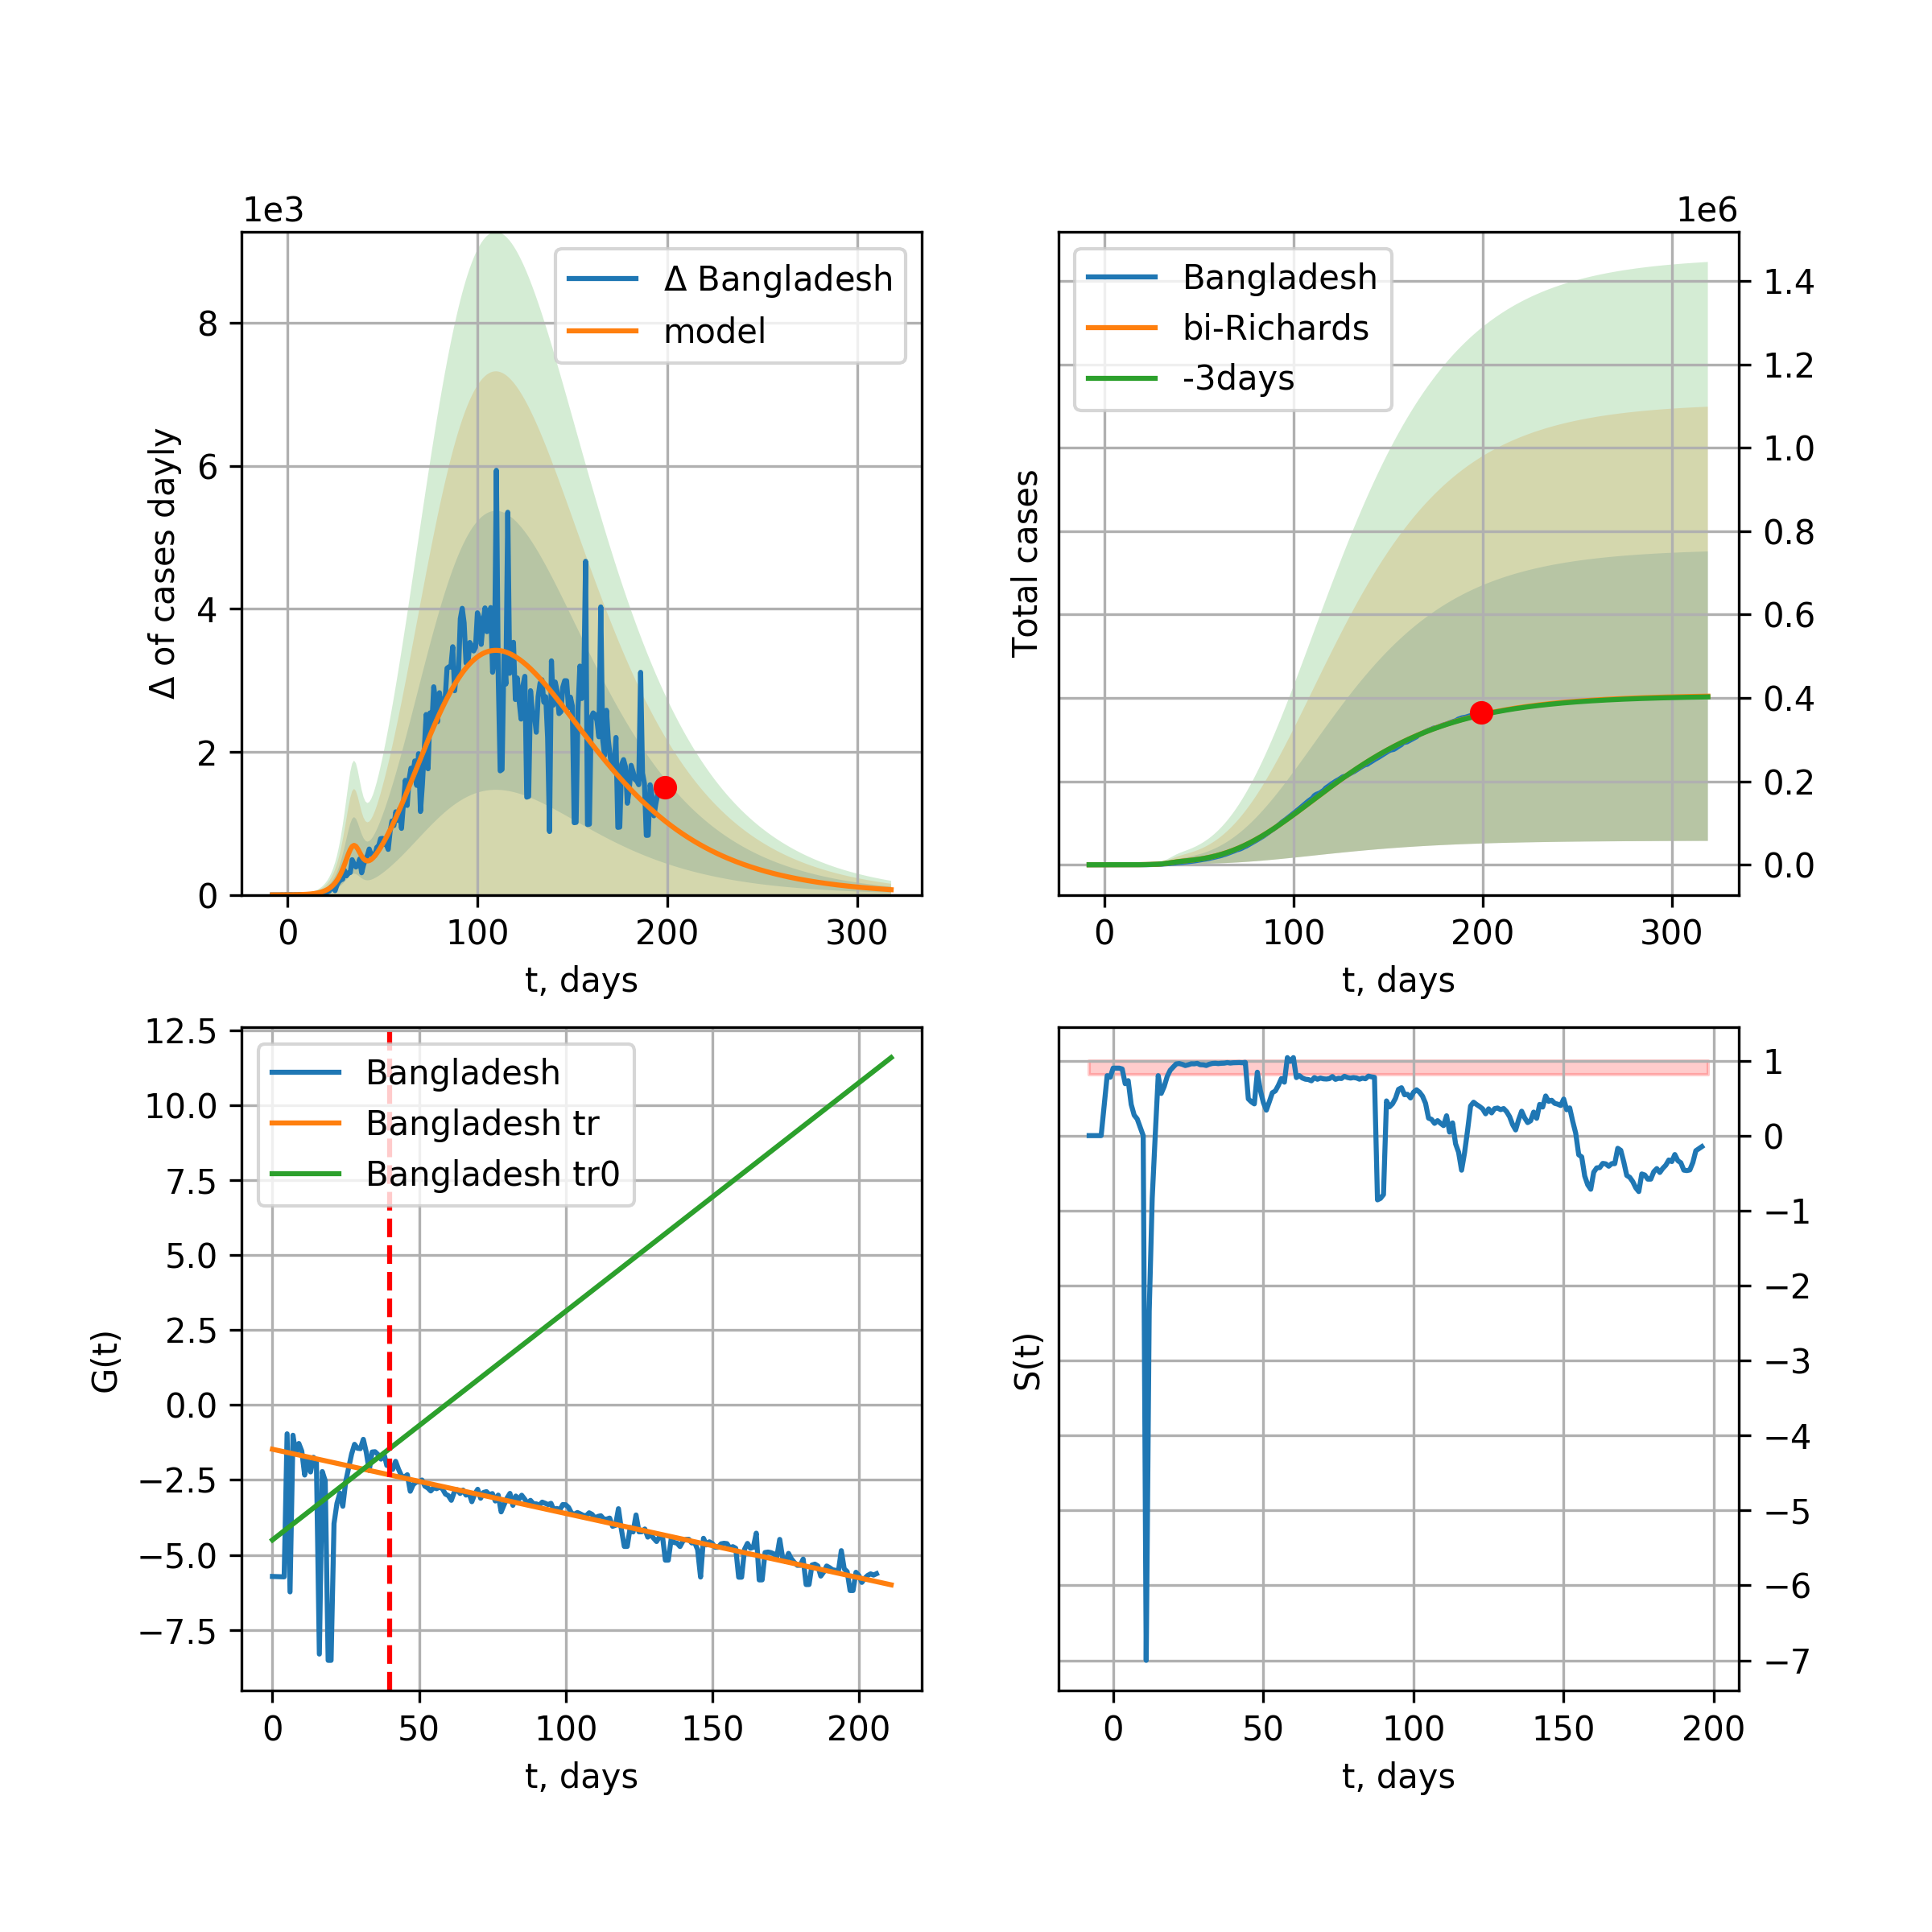 1e3
Δ of cases dayly
8
6
4
2
0
Δ Bangladesh
model
0 100 200 300
t, days
1e6
Total cases
Bangladesh
bi-Richards
-3days
1.4
1.2
1.0
0.8
0.6
0.4
0.2
0.0
0 100 200 300
t, days
G(t)
12.5
10.0
7.5
5.0
2.5
0.0
−2.5
−5.0
−7.5
Bangladesh
Bangladesh tr
Bangladesh tr0
0 50 100 150 200
t, days
S(t)
1
0
−1
−2
−3
−4
−5
−6
−7
0 50 100 150 200
t, days